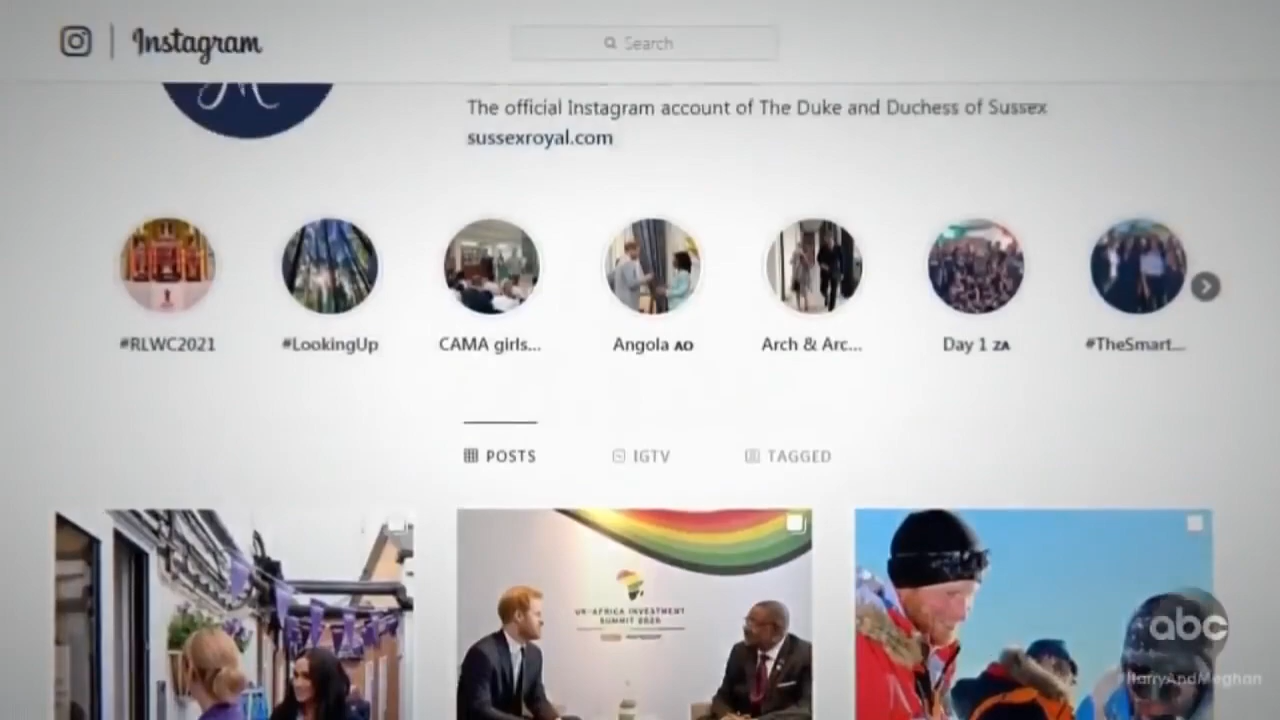 Instagram
Search
M
The official Instagram account of The Duke and Duchess of Sussex
sussexroyal.com
#RLWC2021
#LookingUp
CAMA girls...
Angola AO
Arch & Arc...
Day 1 ZA
#TheSmart...
POSTS
IGTV
TAGGED
UK-AFRICA INVESTMENT
SUMMIT 2020
abc
#HarryAndMeghan